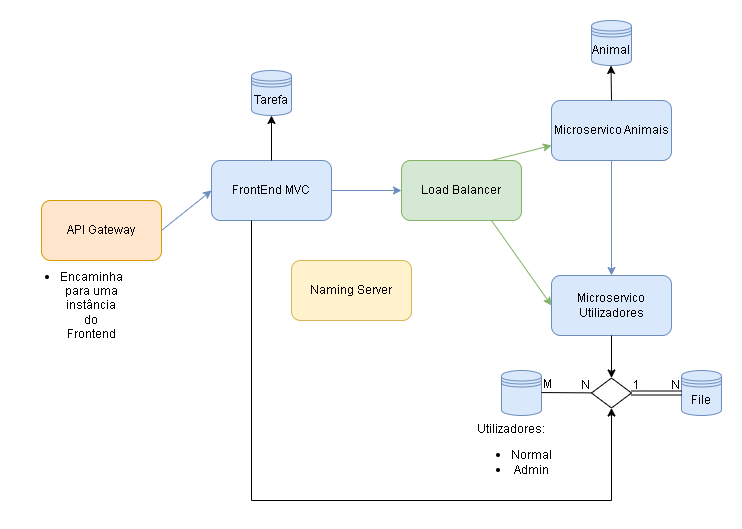 Animal
Tarefa
Microservico Animais
FrontEnd MVC
Load Balancer
API Gateway
• Encaminha
para uma
instância
do
Frontend
Naming Server
Microservico
Utilizadores
M
N
1
N
File
Utilizadores:
• Normal
• Admin